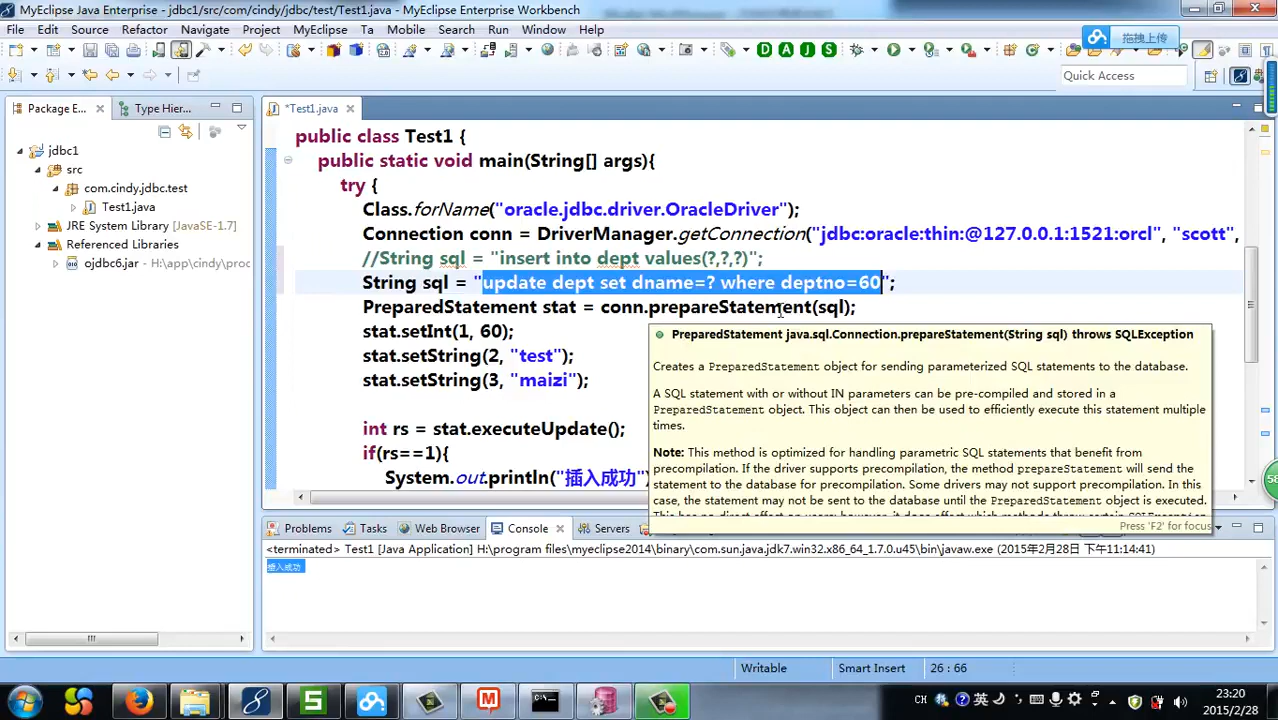 MyEclipse Java Enterprise - jdbc1/src/com/cindy/jdbc/test/Test1.java - MyEclipse Enterprise Workbench
File Edit Source Refactor Navigate Project MyEclipse Ta Mobile Search Run Window Help
拖拽上传
Quick Access
Package E...
Type Hier...
*Test1.java
jdbc1
src
com.cindy.jdbc.test
Test1.java
JRE System Library [JavaSE-1.7]
Referenced Libraries
ojdbc6.jar - H:\app\cindy\proc
public class Test1 {
public static void main(String[] args){
try {
Class.forName("oracle.jdbc.driver.OracleDriver");
Connection conn = DriverManager.getConnection("jdbc:oracle:thin:@127.0.0.1:1521:orcl", "scott",
//String sql = "insert into dept values(?,?,?)";
String sql = "update dept set dname=? where deptno=60";
PreparedStatement stat = conn.prepareStatement(sql);
stat.setInt(1, 60);
stat.setString(2, "test");
stat.setString(3, "maizi");
int rs = stat.executeUpdate();
if(rs==1){
System.out.println("插入成功"
PreparedStatement java.sql.Connection.prepareStatement(String sql) throws SQLException
Creates a PreparedStatement object for sending parameterized SQL statements to the database.
A SQL statement with or without IN parameters can be pre-compiled and stored in a
PreparedStatement object. This object can then be used to efficiently execute this statement multiple
times.
Note: This method is optimized for handling parametric SQL statements that benefit from
precompilation. If the driver supports precompilation, the method prepareStatement will send the
statement to the database for precompilation. Some drivers may not support precompilation. In
this case, the statement may not be sent to the database until the PreparedStatement object is executed.
Press 'F2' for focus
Problems Tasks Web Browser Console Servers
<terminated> Test1 [Java Application] H:\program files\myeclipse2014\binary\com.sun.java.jdk7.win32.x86_64_1.7.0.u45\bin\javaw.exe (2015年2月28日 下午11:14:41)
插入成功
Writable
Smart Insert
26 : 66
58
CH
英
23:20
2015/2/28